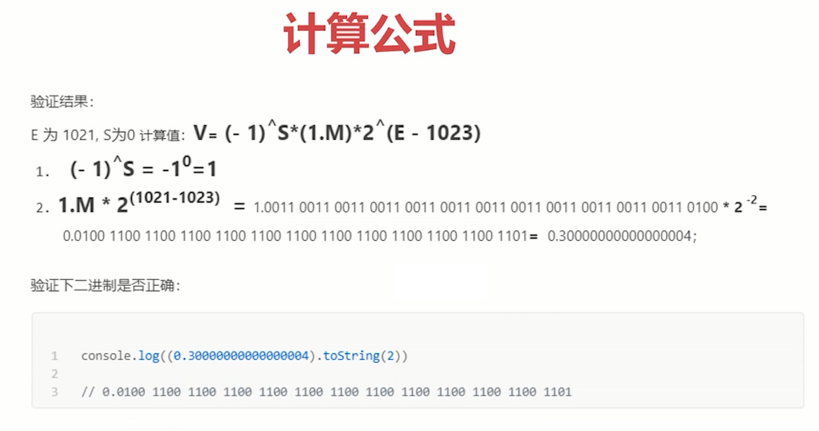 计算公式
验证结果：
E 为 1021, S为0 计算值：V= (- 1)^S*(1.M)*2^(E - 1023)
1. (- 1)^S = -1^0=1
2. 1.M * 2^(1021-1023) = 1.0011 0011 0011 0011 0011 0011 0011 0011 0011 0011 0011 0011 0100 * 2^-2=
0.0100 1100 1100 1100 1100 1100 1100 1100 1100 1100 1100 1100 1100 1101= 0.30000000000000004;
验证下二进制是否正确：
1 console.log((0.30000000000000004).toString(2))
2
3 // 0.0100 1100 1100 1100 1100 1100 1100 1100 1100 1100 1100 1100 1101